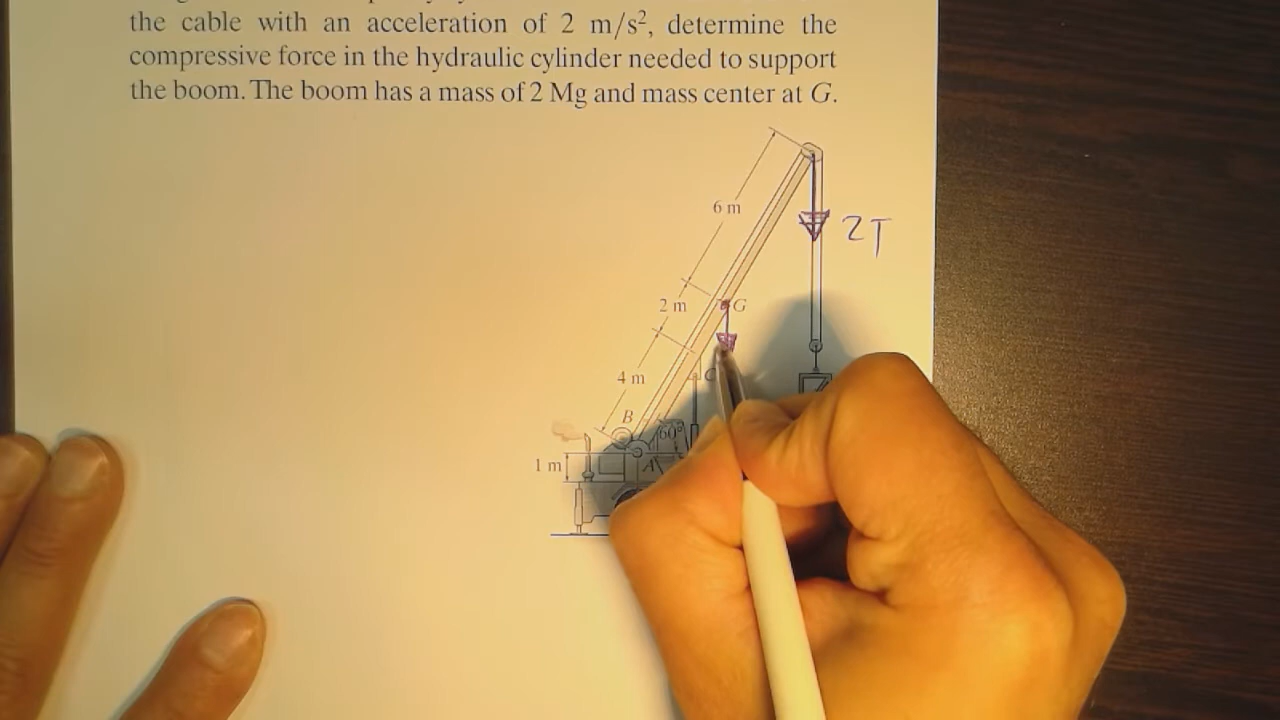 the cable with an acceleration of 2 m/s², determine the
compressive force in the hydraulic cylinder needed to support
the boom. The boom has a mass of 2 Mg and mass center at G.
6 m
2T
2 m
G
4 m
C
B
60°
1 m
A